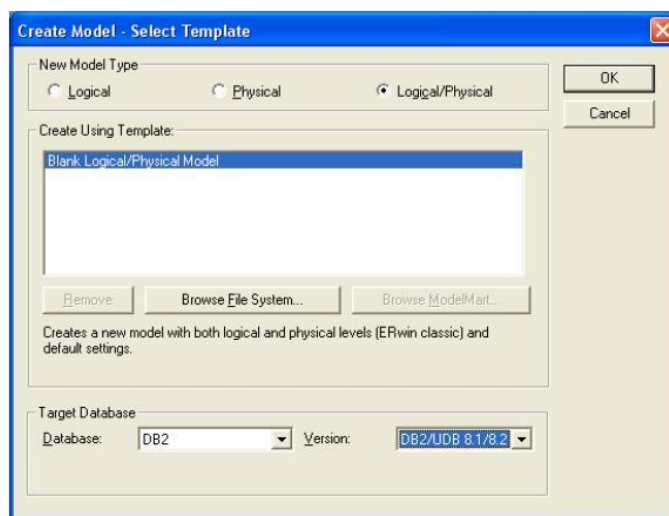 Create Model - Select Template
New Model Type
Logical Physical Logical/Physical
OK
Cancel
Create Using Template:
Blank Logical/Physical Model
Remove Browse File System... Browse ModelMart...
Creates a new model with both logical and physical levels (ERwin classic) and
default settings.
Target Database
Database: DB2 Version: DB2/UDB 8.1/8.2